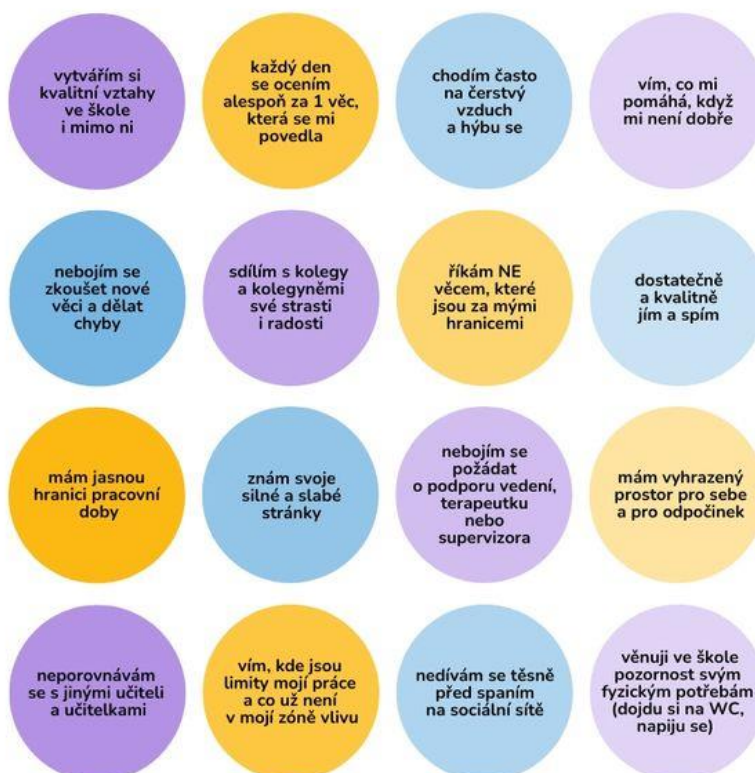 vytvářím si
kvalitní vztahy
ve škole
i mimo ni
každý den
se ocením
alespoň za 1 věc,
která se mi
povedla
chodím často
na čerstvý
vzduch
a hýbu se
vím, co mi
pomáhá, když
mi není dobře
nebojím se
zkoušet nové
věci a dělat
chyby
sdílím s kolegy
a kolegyněmi
své strasti
i radosti
říkám NE
věcem, které
jsou za mými
hranicemi
dostatečně
a kvalitně
jím a spím
mám jasnou
hranici pracovní
doby
znám svoje
silné a slabé
stránky
nebojím se
požádat
o podporu vedení,
terapeutku
nebo
supervizora
mám vyhrazený
prostor pro sebe
a pro odpočinek
neporovnávám
se s jinými učiteli
a učitelkami
vím, kde jsou
limity mojí práce
a co už není
v mojí zóně vlivu
nedívám se těsně
před spaním
na sociální sítě
věnuji ve škole
pozornost svým
fyzickým potřebám
(dojdu si na WC,
napiju se)